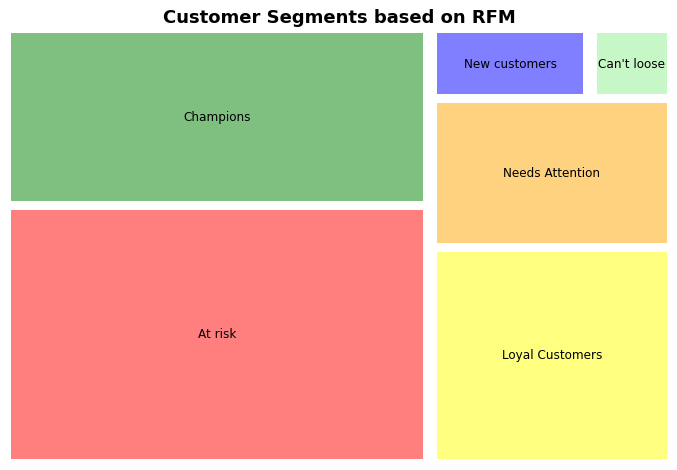 Customer Segments based on RFM
Champions
New customers
Can't loose
Needs Attention
At risk
Loyal Customers